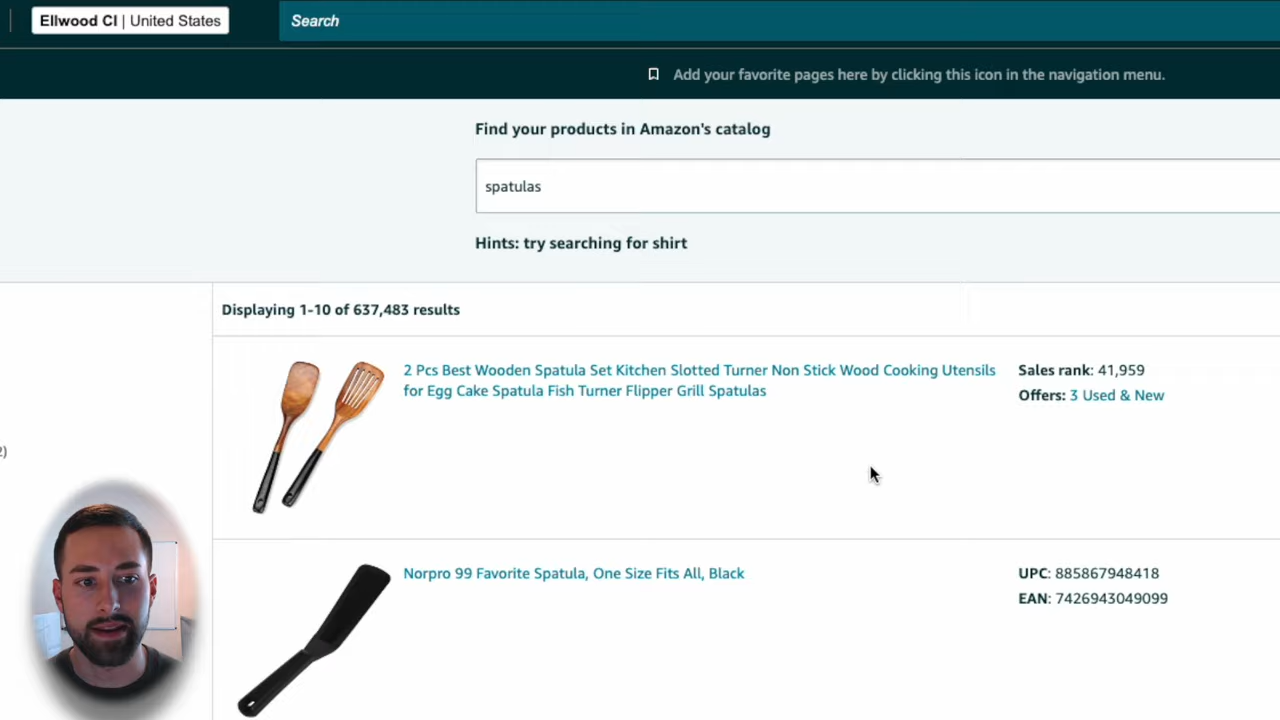 Ellwood CI | United States
Search
Add your favorite pages here by clicking this icon in the navigation menu.
Find your products in Amazon's catalog
spatulas
Hints: try searching for shirt
Displaying 1-10 of 637,483 results
2 Pcs Best Wooden Spatula Set Kitchen Slotted Turner Non Stick Wood Cooking Utensils
for Egg Cake Spatula Fish Turner Flipper Grill Spatulas
Sales rank: 41,959
Offers: 3 Used & New
2)
Norpro 99 Favorite Spatula, One Size Fits All, Black
UPC: 885867948418
EAN: 7426943049099